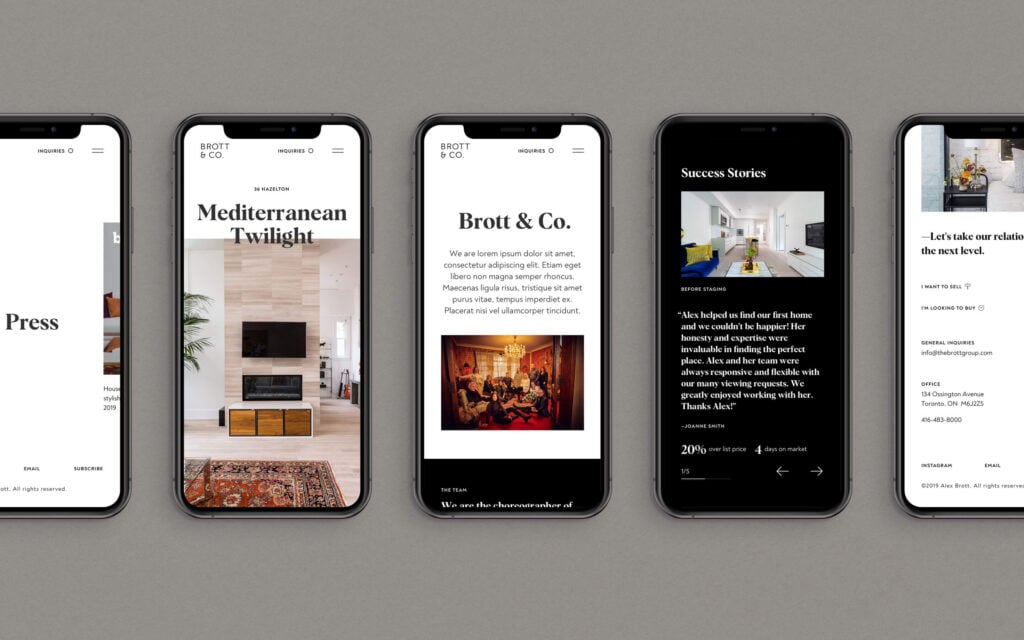 INQUIRIES
Press
House
stylish
2019
EMAIL
SUBSCRIBE
ott. All rights reserved.
BROTT
& CO.
INQUIRIES
36 HAZELTON
Mediterranean
Twilight
BROTT
& CO.
INQUIRIES
Brott & Co.
We are lorem ipsum dolor sit amet,
consectetur adipiscing elit. Etiam eget
libero non magna semper rhoncus.
Maecenas ligula risus, tristique sit amet
purus vitae, tempus imperdiet ex.
Placerat nisi vel ullamcorper tincidunt.
THE TEAM
We are the choreographer of
Success Stories
BEFORE STAGING
“Alex helped us find our first home
and we couldn't be happier! Her
honesty and expertise were
invaluable in finding the perfect
place. Alex and her team were
always responsive and flexible with
our many viewing requests. We
greatly enjoyed working with her.
Thanks Alex!”
–JOANNE SMITH
20% over list price 4 days on market
1/5
—Let's take our relatio
the next level.
I WANT TO SELL
I'M LOOKING TO BUY
GENERAL INQUIRIES
info@thebrottgroup.com
OFFICE
134 Ossington Avenue
Toronto, ON M6J2Z5
416-483-8000
INSTAGRAM
EMAIL
©2019 Alex Brott. All rights reserved